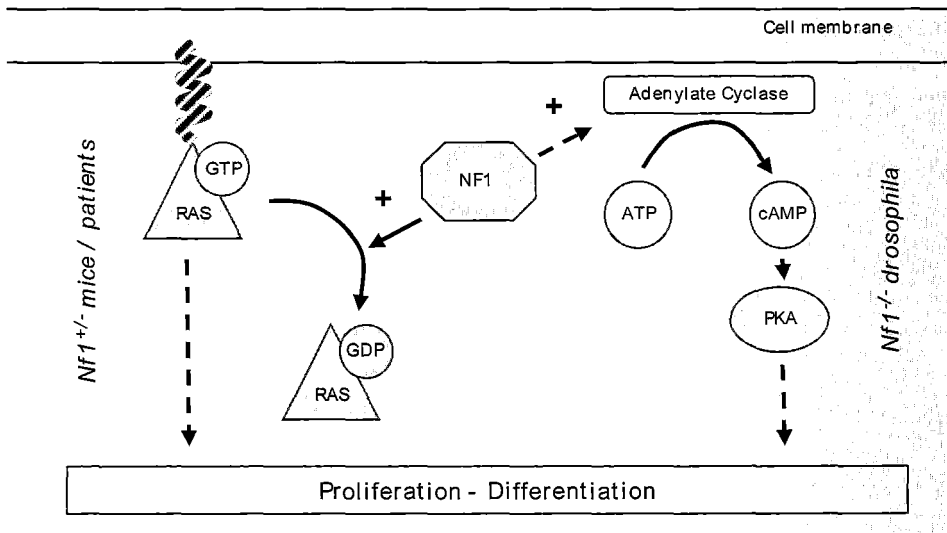 Cell membrane
Adenylate Cyclase
+
GTP
RAS
NF1
+
ATP
cAMP
Nf1+/- mice / patients
Nf1-/- drosophila
PKA
GDP
RAS
Proliferation - Differentiation